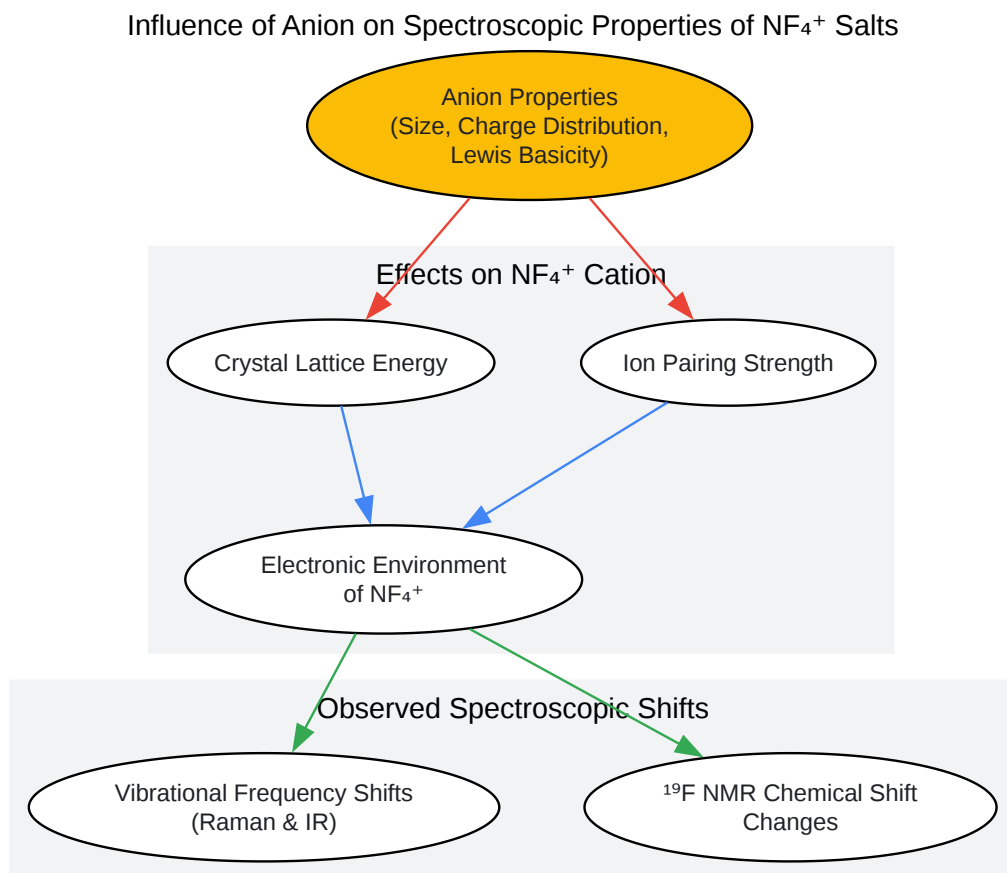 Influence of Anion on Spectroscopic Properties of NF₄⁺ Salts
Anion Properties
(Size, Charge Distribution,
Lewis Basicity)
Effects on NF₄⁺ Cation
Crystal Lattice Energy
Ion Pairing Strength
Electronic Environment
of NF₄⁺
Observed Spectroscopic Shifts
Vibrational Frequency Shifts
(Raman & IR)
¹⁹F NMR Chemical Shift
Changes